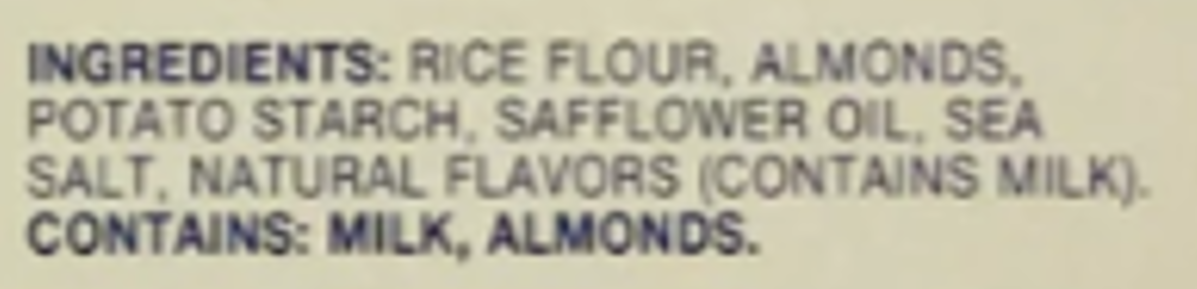 INGREDIENTS: RICE FLOUR, ALMONDS,
POTATO STARCH, SAFFLOWER OIL, SEA
SALT, NATURAL FLAVORS (CONTAINS MILK).
CONTAINS: MILK, ALMONDS.